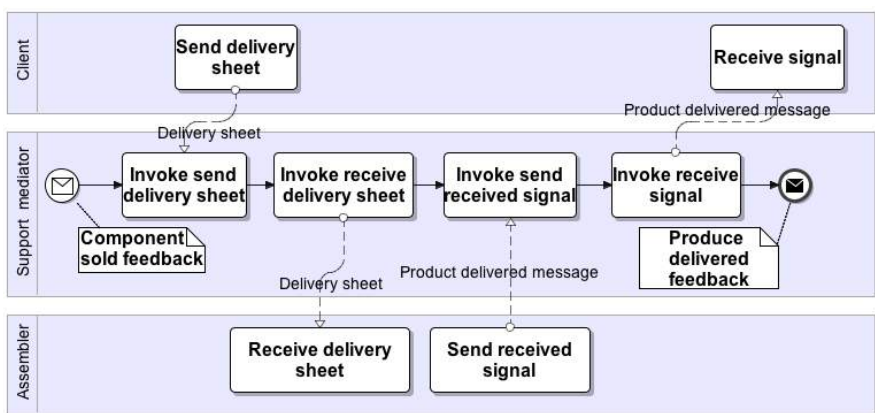 Client
Send delivery
sheet
Receive signal
Delivery sheet
Product delvivered message
Support mediator
Invoke send
delivery sheet
Invoke receive
delivery sheet
Invoke send
received signal
Invoke receive
signal
Component
sold feedback
Produce
delivered
feedback
Delivery sheet
Product delivered message
Assembler
Receive delivery
sheet
Send received
signal